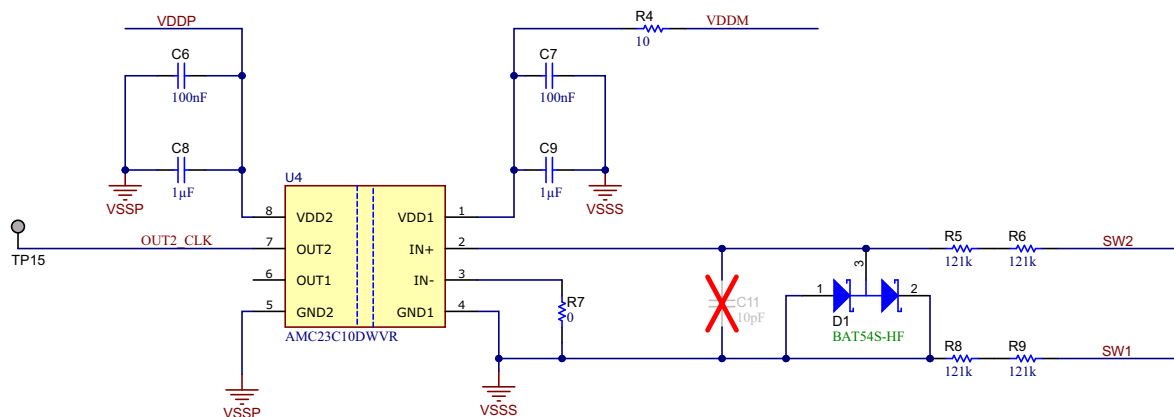 VDDP
R4
VDDM
10
C6
100nF
C7
100nF
C8
1µF
VSSP
C9
1µF
VSSS
U4
8
VDD2
VDD1
1
TP15
OUT2_CLK
7
OUT2
IN+
2
R5
121k
R6
121k
SW2
6
OUT1
IN-
3
R7
0
C11
10pF
3
1
2
D1
BAT54S-HF
5
GND2
GND1
4
AMC23C10DWVR
R8
121k
R9
121k
SW1
VSSP
VSSS